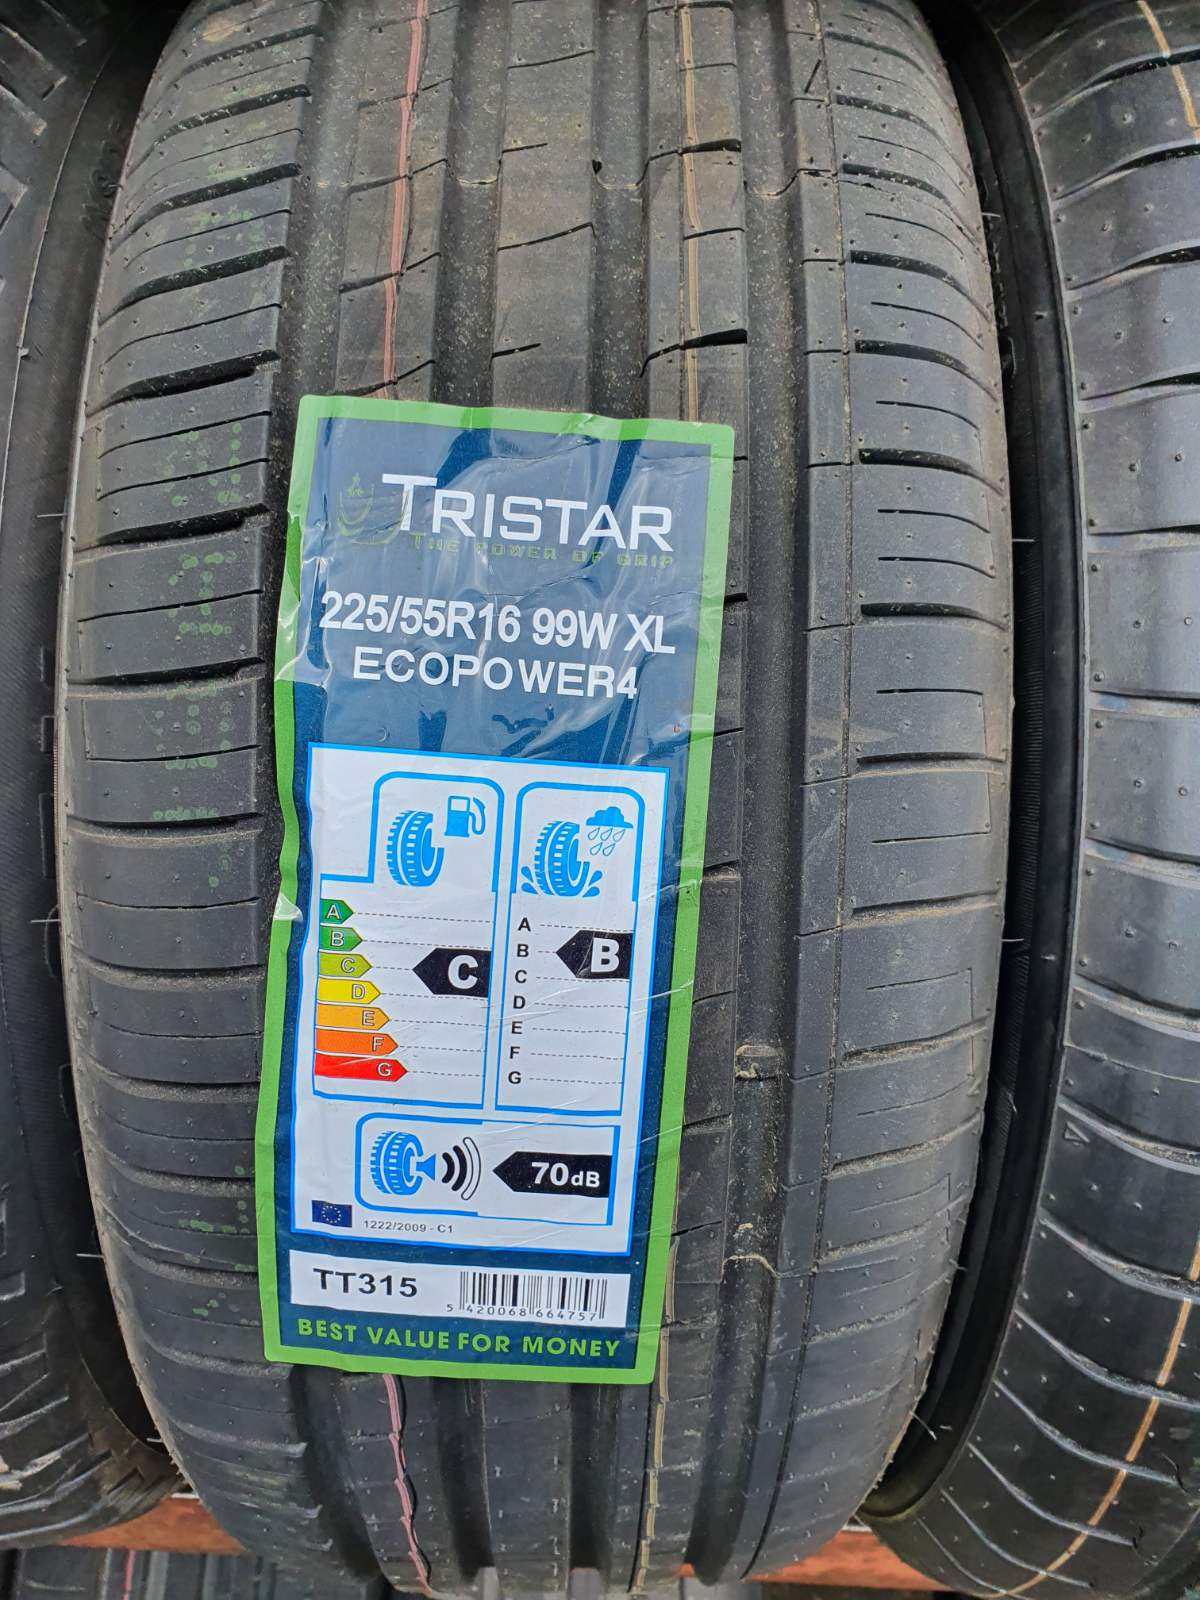 TRISTAR
THE POWER OF GRIP
225/55R16 99W XL
ECOPOWER4
A
B
C
D
E
F
G
C
A
B
C
D
E
F
G
B
70dB
1222/2009 - C1
TT315
5 420068 664757
BEST VALUE FOR MONEY